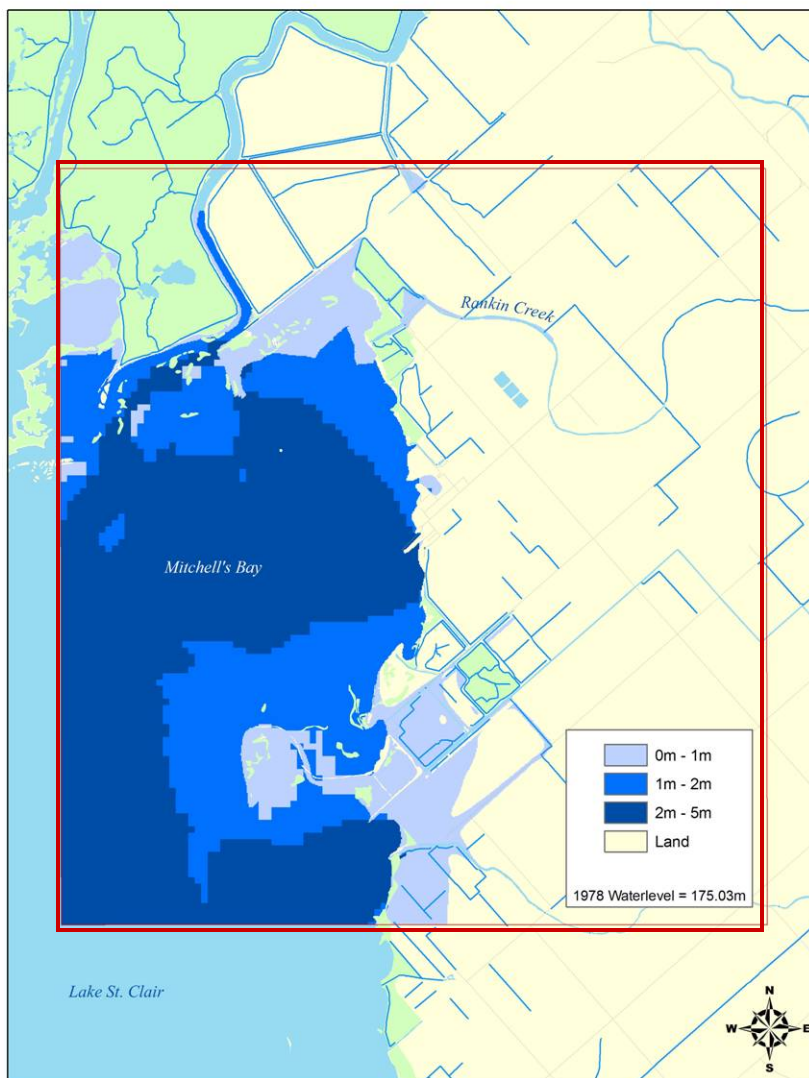 Rankin Creek
Mitchell's Bay
0m - 1m
1m - 2m
2m - 5m
Land
1978 Waterlevel = 175.03m
Lake St. Clair
N
W
E
S